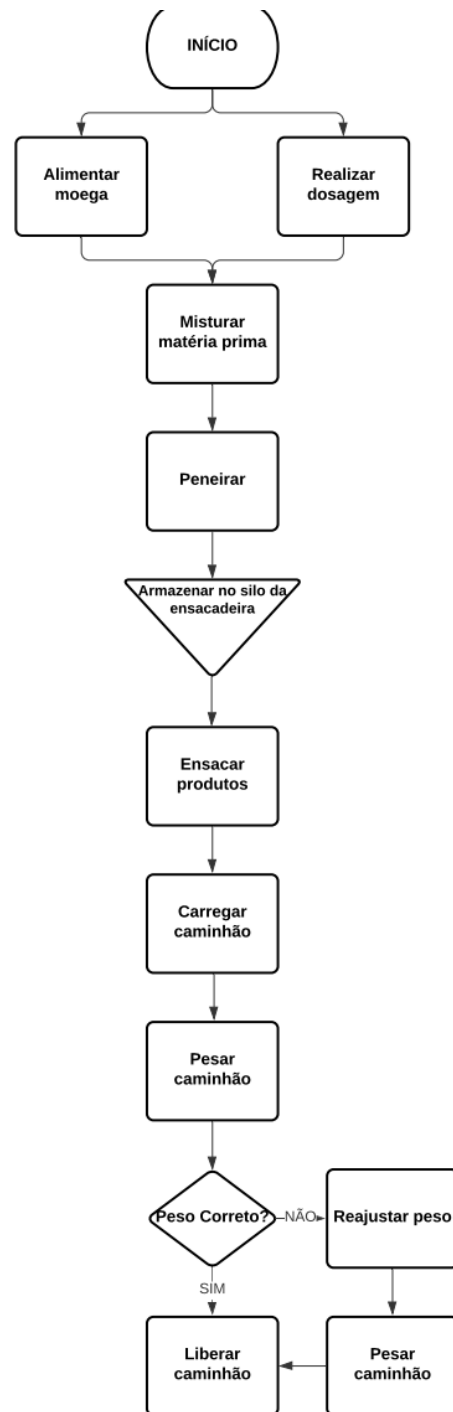 INÍCIO
Alimentar
moega
Realizar
dosagem
Misturar
matéria prima
Peneirar
Armazenar no silo da
ensacadeira
Ensacar
produtos
Carregar
caminhão
Pesar
caminhão
Peso Correto?
NÃO
Reajustar peso
SIM
Liberar
caminhão
Pesar
caminhão